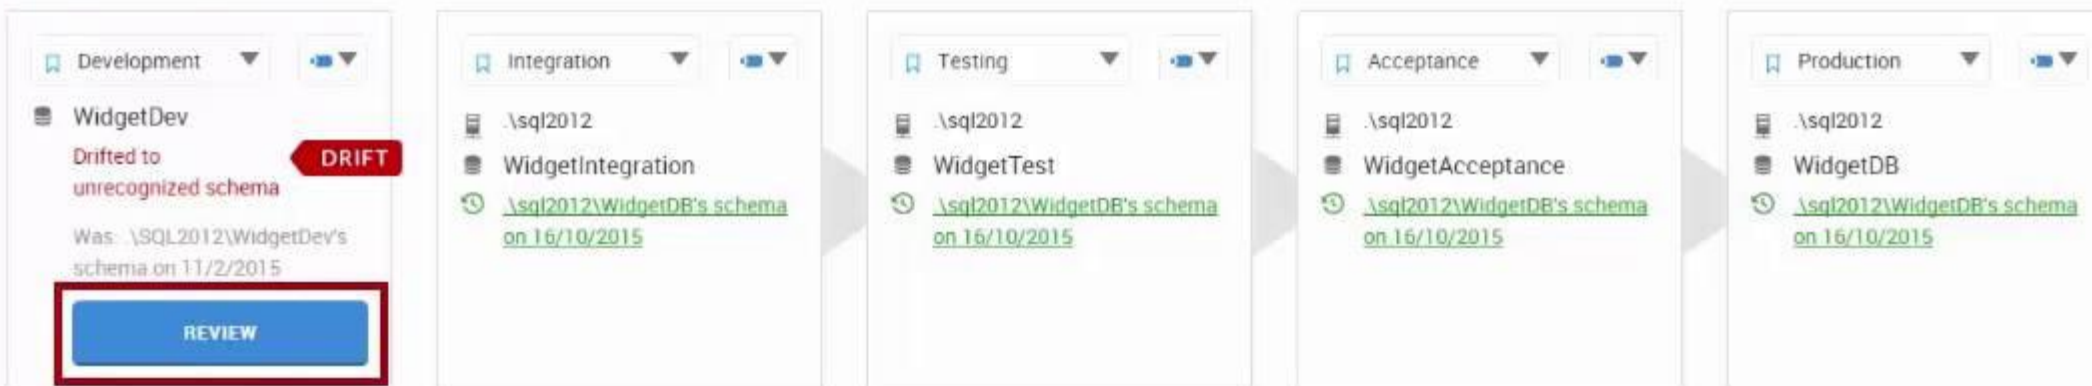 Development
WidgetDev
Drifted to
unrecognized schema
DRIFT
Was: .\SQL2012\WidgetDev's
schema on 11/2/2015
REVIEW
Integration
.\sql2012
WidgetIntegration
.\sql2012\WidgetDB's schema
on 16/10/2015
Testing
.\sql2012
WidgetTest
.\sql2012\WidgetDB's schema
on 16/10/2015
Acceptance
.\sql2012
WidgetAcceptance
.\sql2012\WidgetDB's schema
on 16/10/2015
Production
.\sql2012
WidgetDB
.\sql2012\WidgetDB's schema
on 16/10/2015